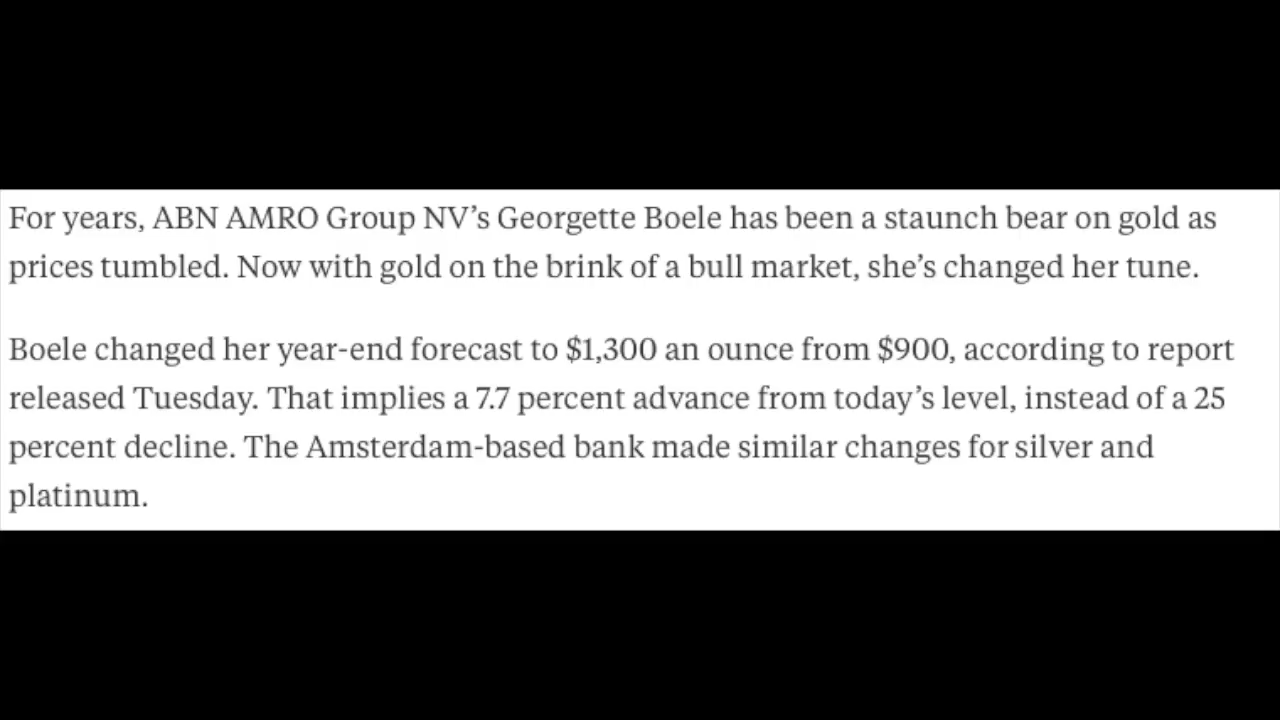 For years, ABN AMRO Group NV’s Georgette Boele has been a staunch bear on gold as
prices tumbled. Now with gold on the brink of a bull market, she’s changed her tune.
Boele changed her year-end forecast to $1,300 an ounce from $900, according to report
released Tuesday. That implies a 7.7 percent advance from today’s level, instead of a 25
percent decline. The Amsterdam-based bank made similar changes for silver and
platinum.